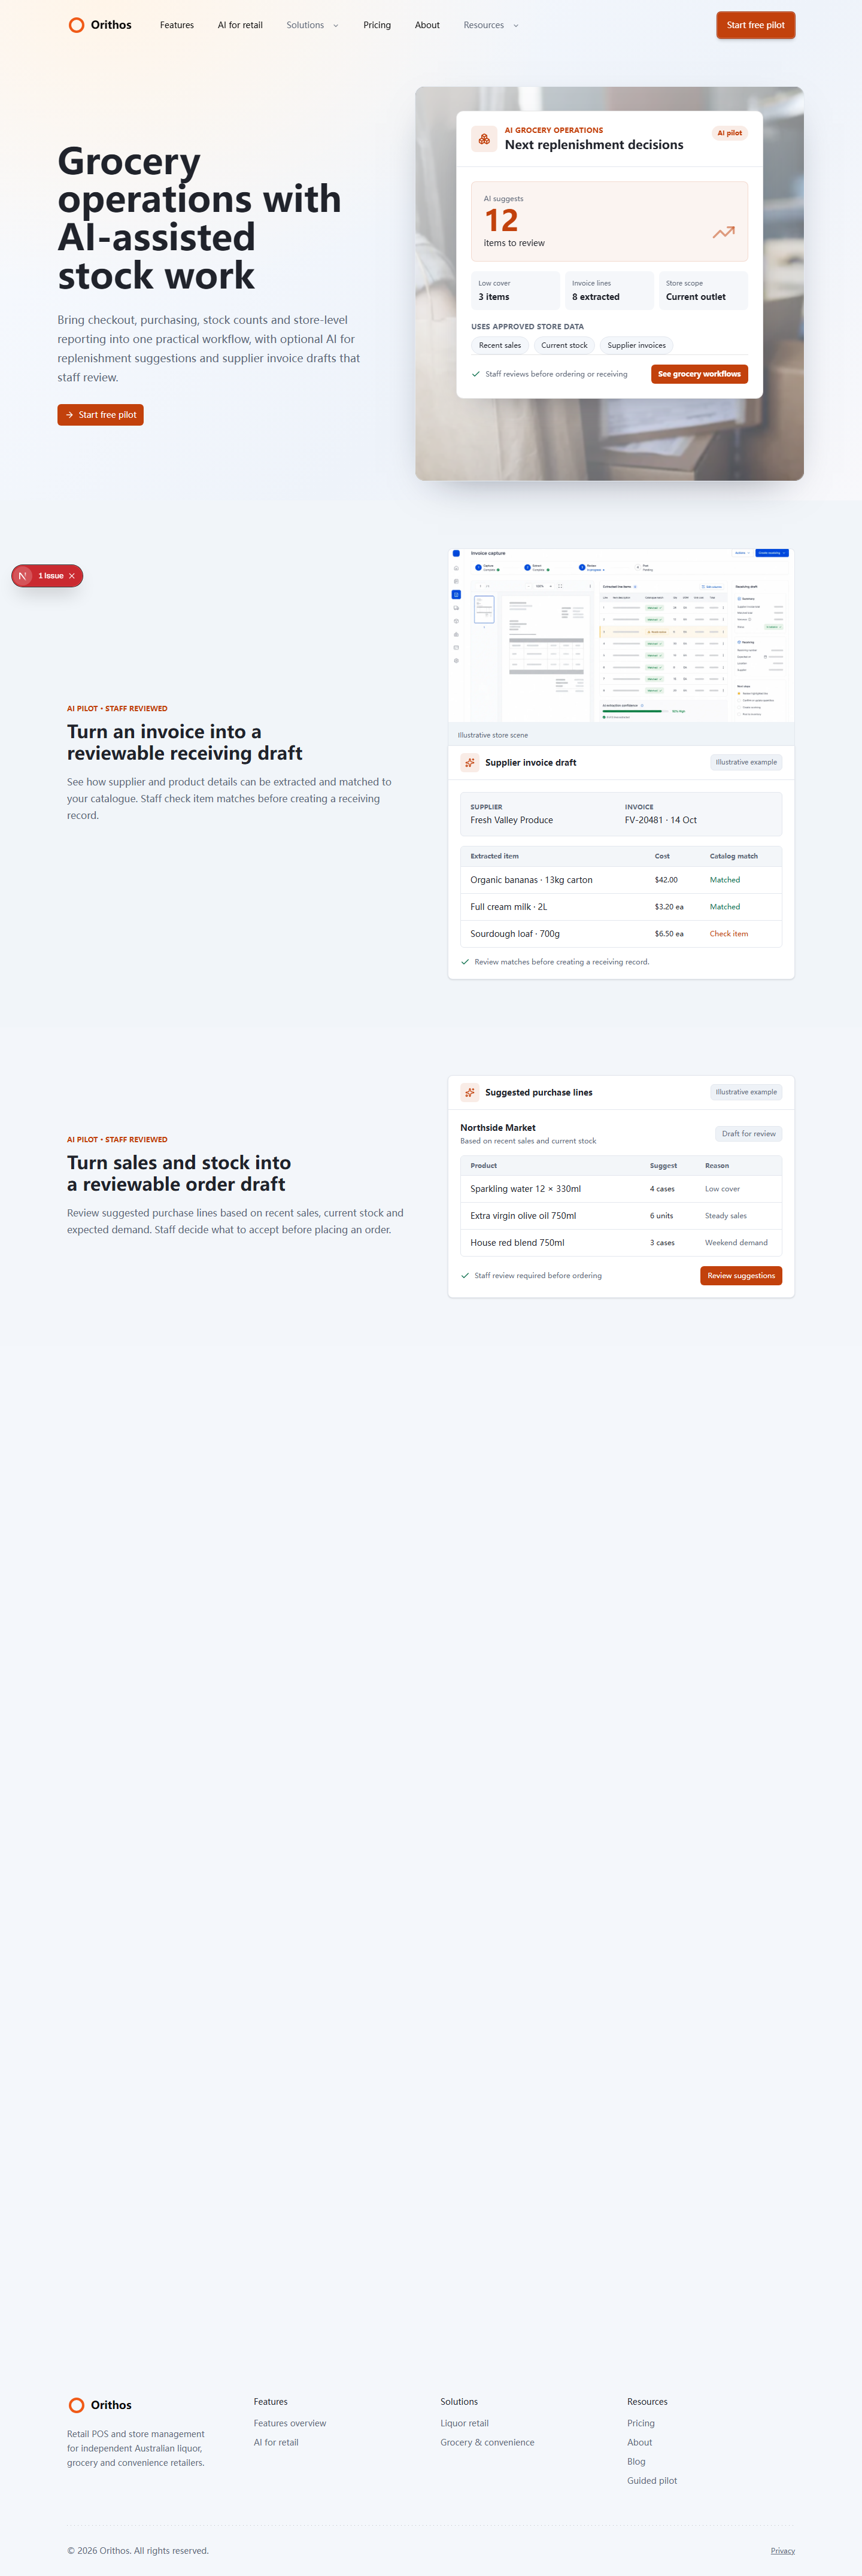 Orithos
Features
AI for retail
Solutions
Pricing
About
Resources
Start free pilot
Grocery
operations with
AI-assisted
stock work
Bring checkout, purchasing, stock counts and store-level
reporting into one practical workflow, with optional AI for
replenishment suggestions and supplier invoice drafts that
staff review.
Start free pilot
AI GROCERY OPERATIONS
Next replenishment decisions
AI pilot
AI suggests
12
items to review
Low cover
3 items
Invoice lines
8 extracted
Store scope
Current outlet
USES APPROVED STORE DATA
Recent sales
Current stock
Supplier invoices
Staff reviews before ordering or receiving
See grocery workflows
N
1 Issue
AI PILOT • STAFF REVIEWED
Turn an invoice into a
reviewable receiving draft
See how supplier and product details can be extracted and matched to
your catalogue. Staff check item matches before creating a receiving
record.
Invoice capture
Illustrative store scene
Supplier invoice draft
Illustrative example
SUPPLIER
Fresh Valley Produce
INVOICE
FV-20481 · 14 Oct
Extracted item Cost Catalog match
Organic bananas · 13kg carton $42.00 Matched
Full cream milk · 2L $3.20 ea Matched
Sourdough loaf · 700g $6.50 ea Check item
Review matches before creating a receiving record.
AI PILOT • STAFF REVIEWED
Turn sales and stock into
a reviewable order draft
Review suggested purchase lines based on recent sales, current stock and
expected demand. Staff decide what to accept before placing an order.
Suggested purchase lines
Illustrative example
Northside Market
Based on recent sales and current stock
Draft for review
Product Suggest Reason
Sparkling water 12 × 330ml 4 cases Low cover
Extra virgin olive oil 750ml 6 units Steady sales
House red blend 750ml 3 cases Weekend demand
Staff review required before ordering
Review suggestions
Orithos
Retail POS and store management
for independent Australian liquor,
grocery and convenience retailers.
Features
Features overview
AI for retail
Solutions
Liquor retail
Grocery & convenience
Resources
Pricing
About
Blog
Guided pilot
© 2026 Orithos. All rights reserved.
Privacy